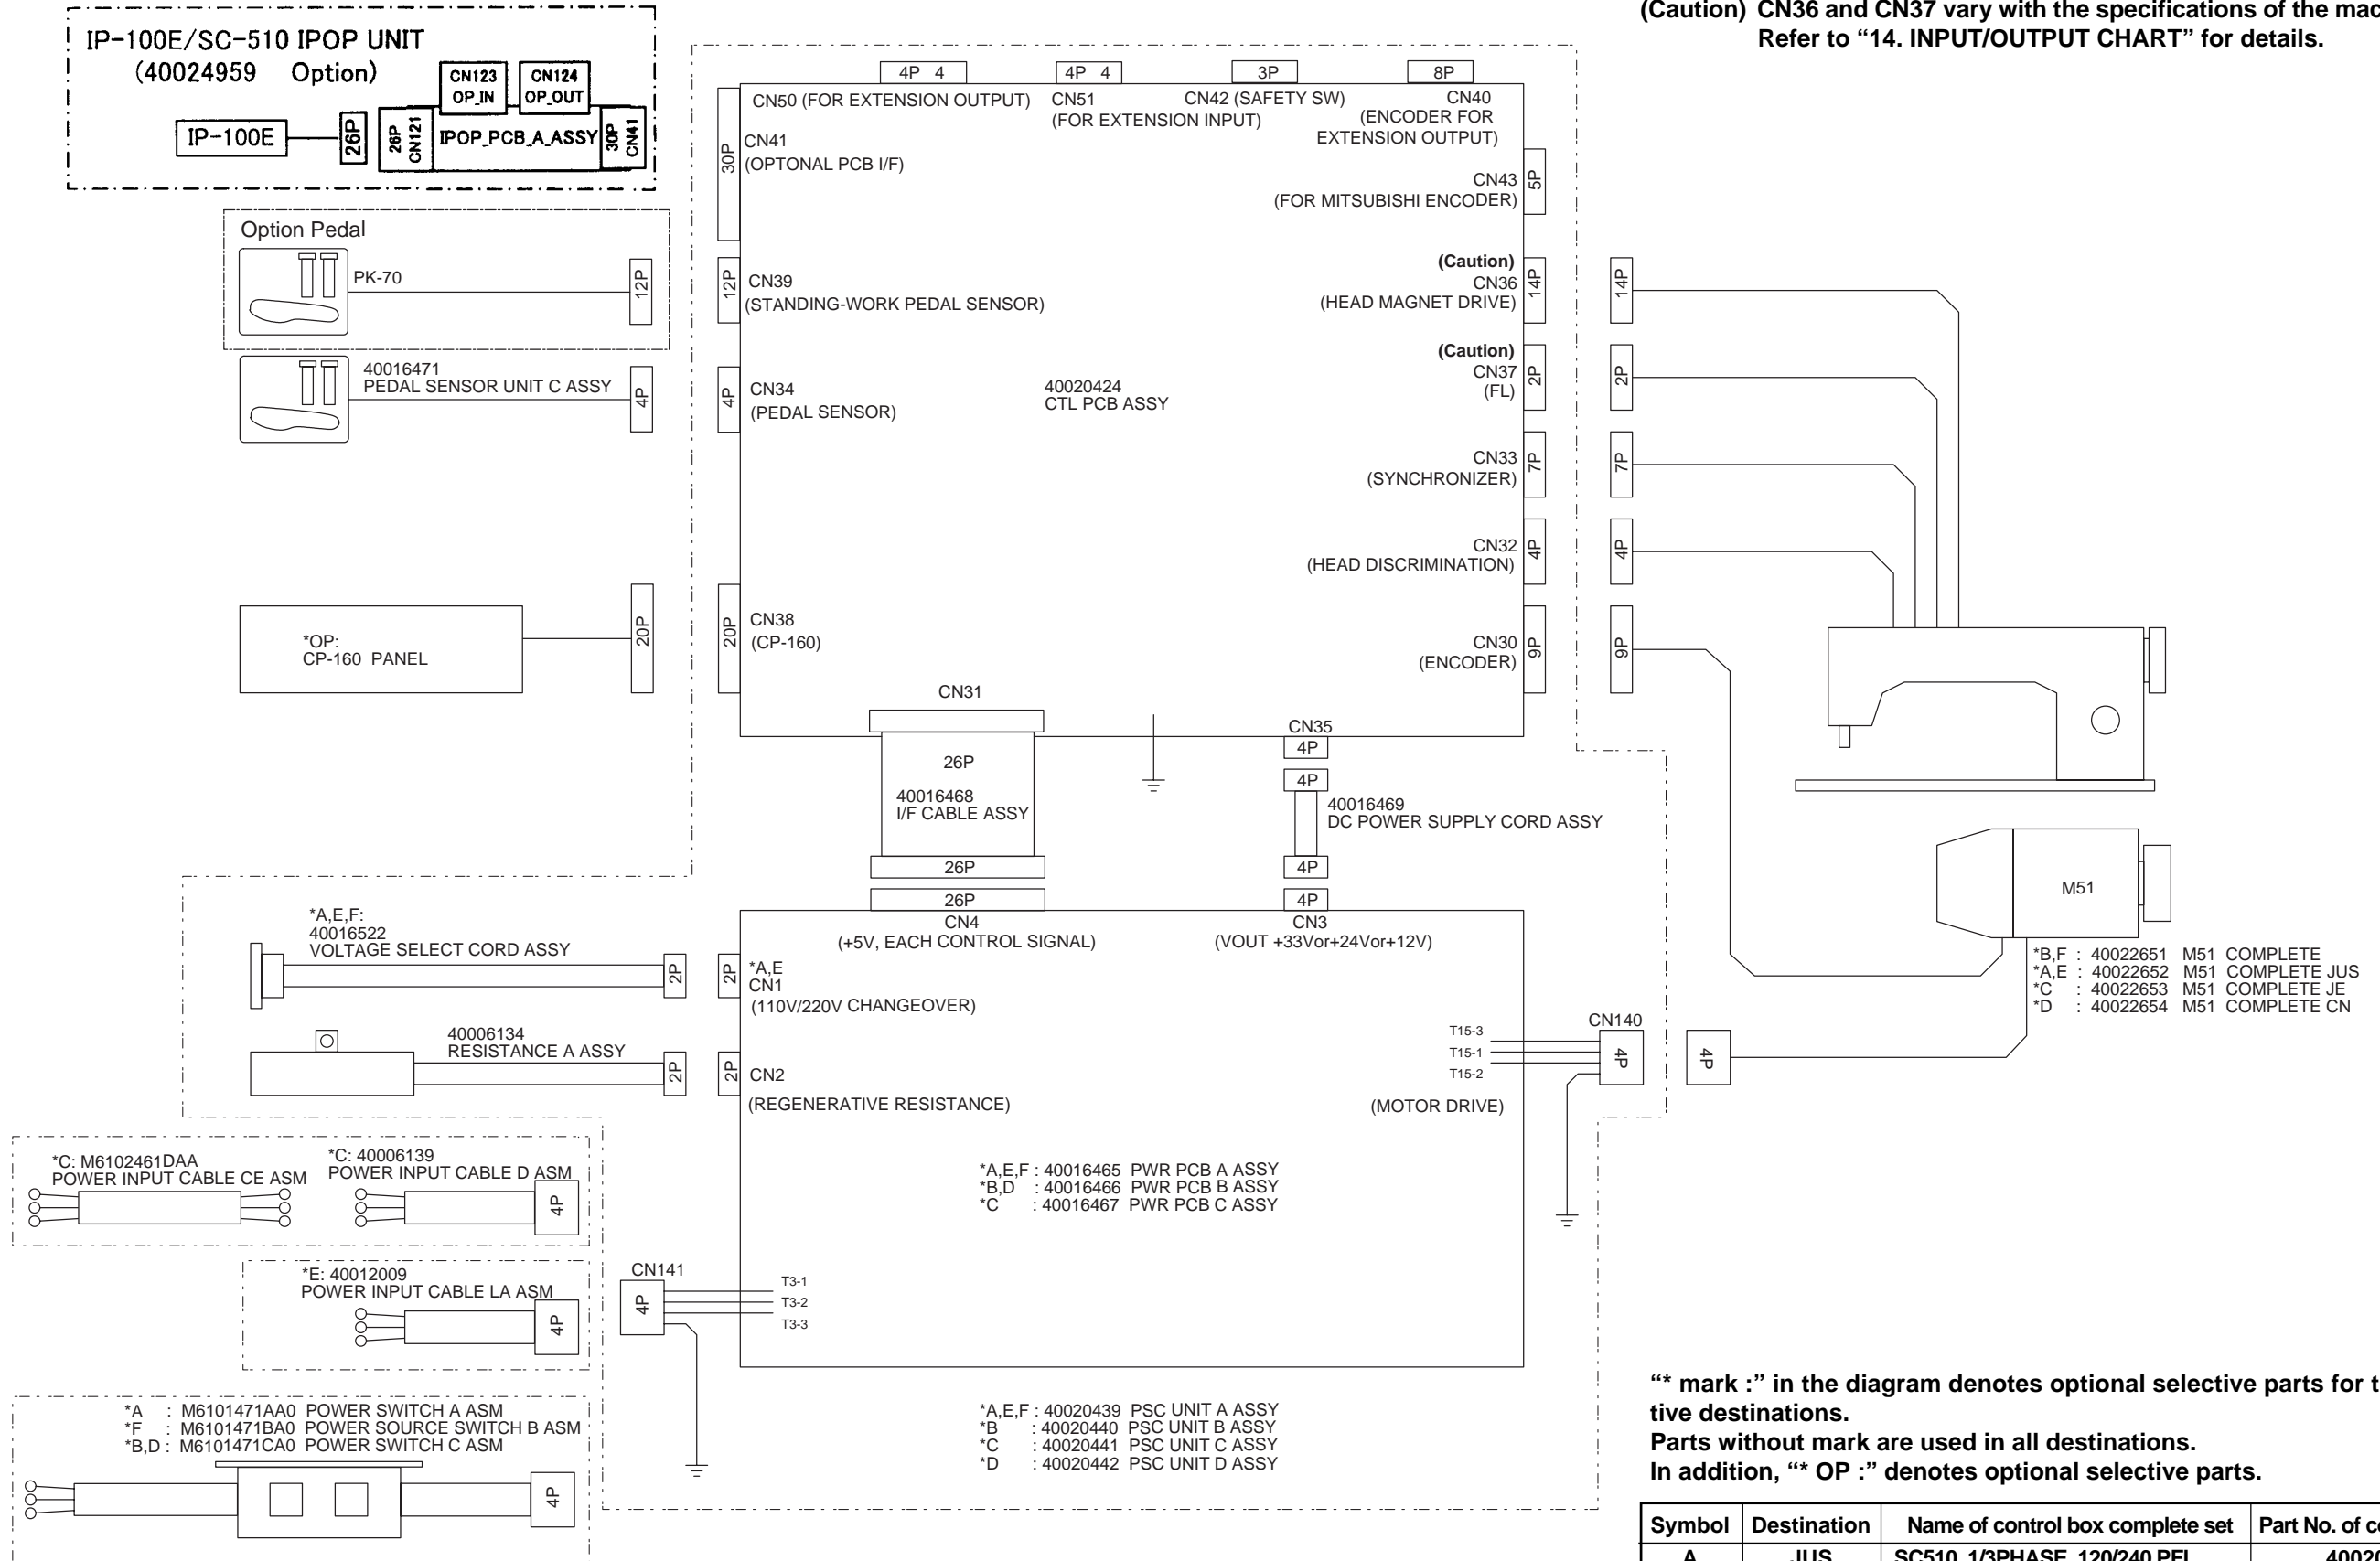 (Caution) CN36 and CN37 vary with the specifications of the
Refer to “14. INPUT/OUTPUT CHART” for details.
IP-100E/SC-510 IPOP UNIT
(40024959 Option)
CN123
OP_IN
CN124
OP_OUT
IP-100E
26P
26P
CN121
IPOP_PCB_A_ASSY
30P
CN41
4P 4
4P 4
3P
8P
CN50 (FOR EXTENSION OUTPUT)
CN51
(FOR EXTENSION INPUT)
CN42 (SAFETY SW)
CN40
(ENCODER FOR
EXTENSION OUTPUT)
30P
CN41
(OPTONAL PCB I/F)
CN43
(FOR MITSUBISHI ENCODER)
5P
Option Pedal
PK-70
12P
12P
CN39
(STANDING-WORK PEDAL SENSOR)
(Caution)
CN36
(HEAD MAGNET DRIVE)
14P
14P
40016471
PEDAL SENSOR UNIT C ASSY
4P
4P
CN34
(PEDAL SENSOR)
40020424
CTL PCB ASSY
(Caution)
CN37
(FL)
2P
2P
CN33
(SYNCHRONIZER)
7P
7P
CN32
(HEAD DISCRIMINATION)
4P
4P
*OP:
CP-160 PANEL
20P
20P
CN38
(CP-160)
CN30
(ENCODER)
9P
9P
CN31
26P
40016468
I/F CABLE ASSY
26P
26P
CN4
(+5V, EACH CONTROL SIGNAL)
CN35
4P
4P
40016469
DC POWER SUPPLY CORD ASSY
4P
4P
CN3
(VOUT +33Vor+24Vor+12V)
M51
*B,F : 40022651 M51 COMPLETE
*A,E : 40022652 M51 COMPLETE JUS
*C : 40022653 M51 COMPLETE JE
*D : 40022654 M51 COMPLETE CN
*A,E,F:
40016522
VOLTAGE SELECT CORD ASSY
2P
2P
*A,E
CN1
(110V/220V CHANGEOVER)
40006134
RESISTANCE A ASSY
2P
2P
CN2
(REGENERATIVE RESISTANCE)
T15-3
T15-1
T15-2
(MOTOR DRIVE)
CN140
4P
4P
*C: M6102461DAA
POWER INPUT CABLE CE ASM
*C: 40006139
POWER INPUT CABLE D ASM
4P
*A,E,F : 40016465 PWR PCB A ASSY
*B,D : 40016466 PWR PCB B ASSY
*C : 40016467 PWR PCB C ASSY
*E: 40012009
POWER INPUT CABLE LA ASM
4P
CN141
4P
T3-1
T3-2
T3-3
*A : M6101471AA0 POWER SWITCH A ASM
*F : M6101471BA0 POWER SOURCE SWITCH B ASM
*B,D : M6101471CA0 POWER SWITCH C ASM
4P
*A,E,F : 40020439 PSC UNIT A ASSY
*B : 40020440 PSC UNIT B ASSY
*C : 40020441 PSC UNIT C ASSY
*D : 40020442 PSC UNIT D ASSY
“* mark :” in the diagram denotes optional selective parts for
tive destinations.
Parts without mark are used in all destinations.
In addition, “* OP :” denotes optional selective parts.
Symbol Destination Name of control box complete set Part No. of
A JUS SC510 1/3PHASE 120/240 PFL